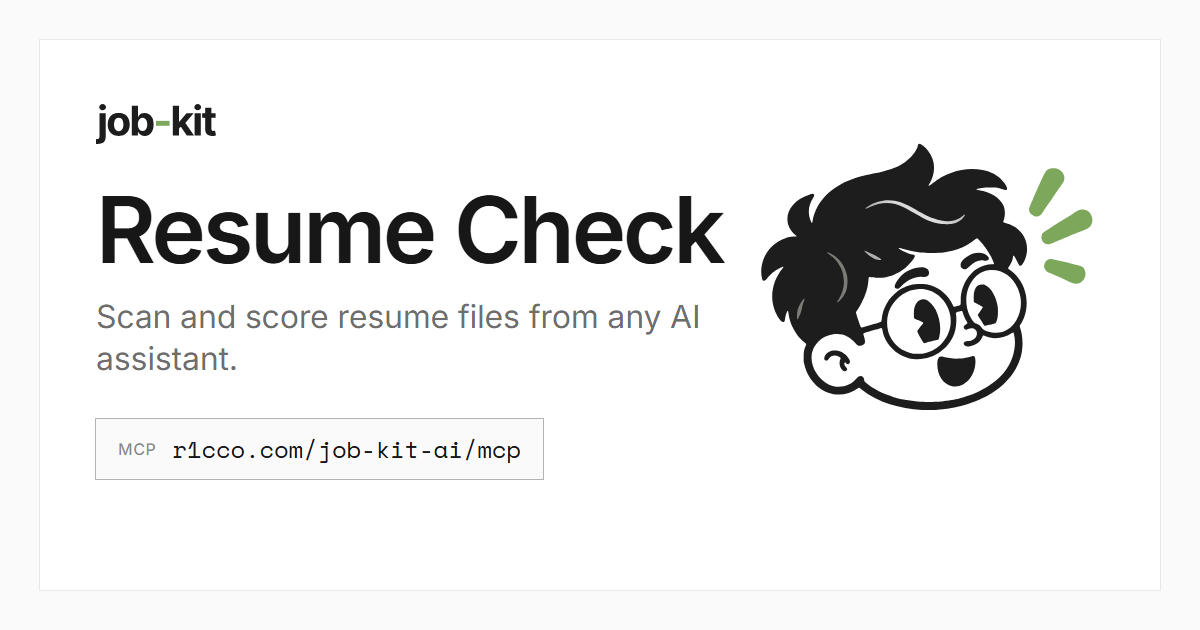 job-kit
Resume Check
Scan and score resume files from any AI
assistant.
MCP r1cco.com/job-kit-ai/mcp